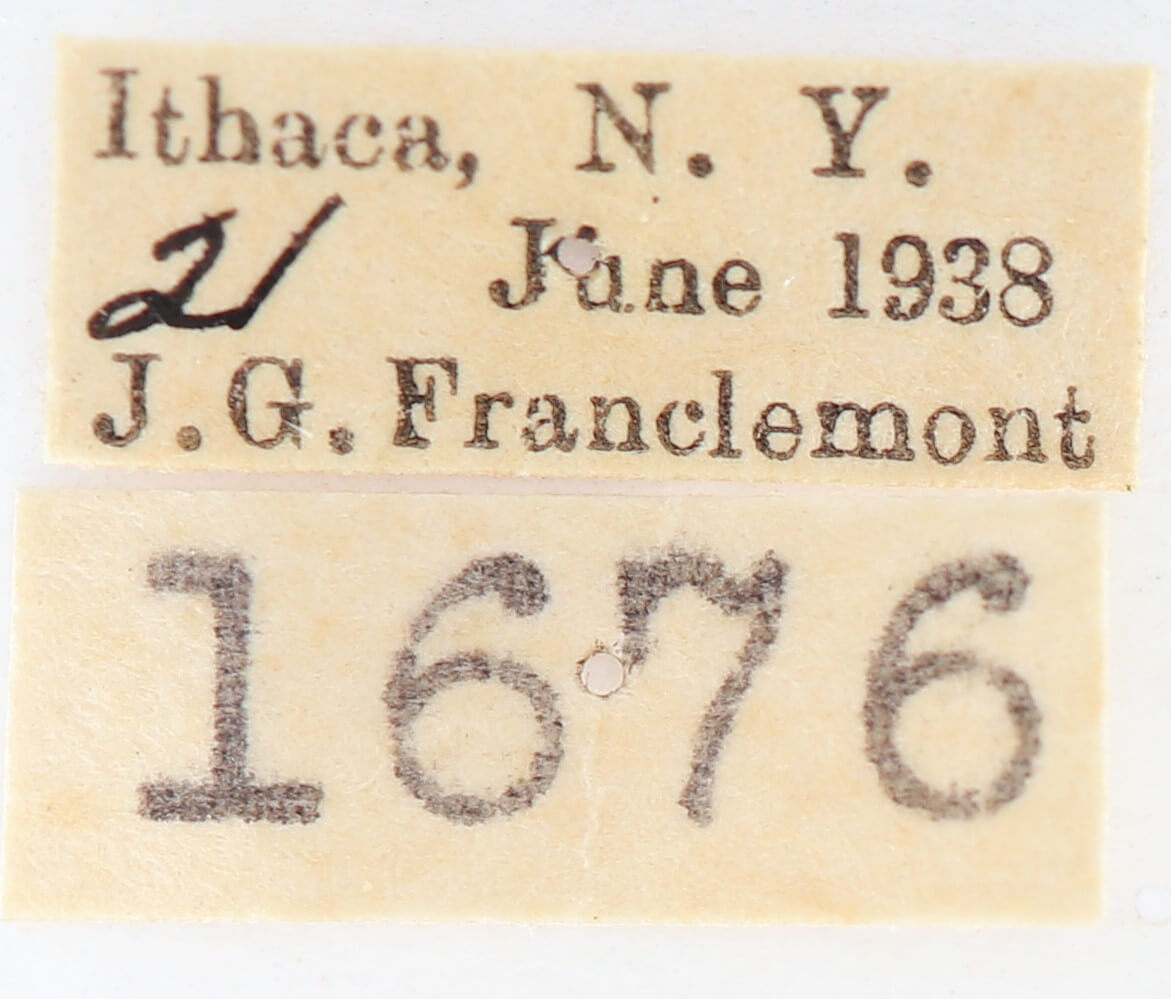 Ithaca, N. Y.
21 June 1938
J. G. Franclemont
1676